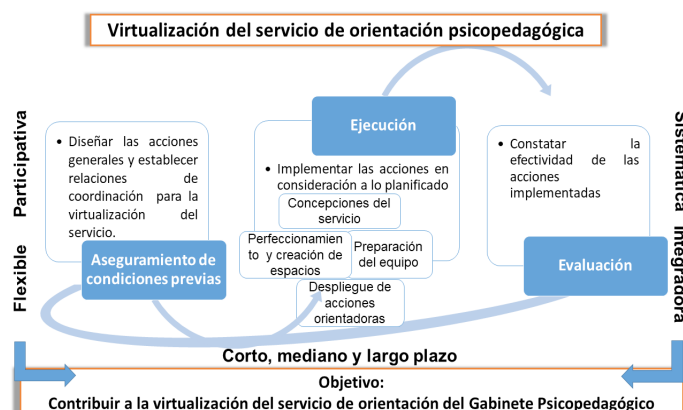 Virtualización del servicio de orientación psicopedagógica
Participativa
Flexible
• Diseñar las acciones
generales y establecer
relaciones de
coordinación para la
virtualización del
servicio.
Aseguramiento de
condiciones previas
Ejecución
• Implementar las acciones en
consideración a lo planificado
Concepciones del
servicio
Perfeccionamien
to y creación de
espacios
Preparación
del equipo
Despliegue de
acciones
orientadoras
• Constatar la
efectividad de las
acciones
implementadas
Evaluación
Sistemática
Integradora
Corto, mediano y largo plazo
Objetivo:
Contribuir a la virtualización del servicio de orientación del Gabinete Psicopedagógico